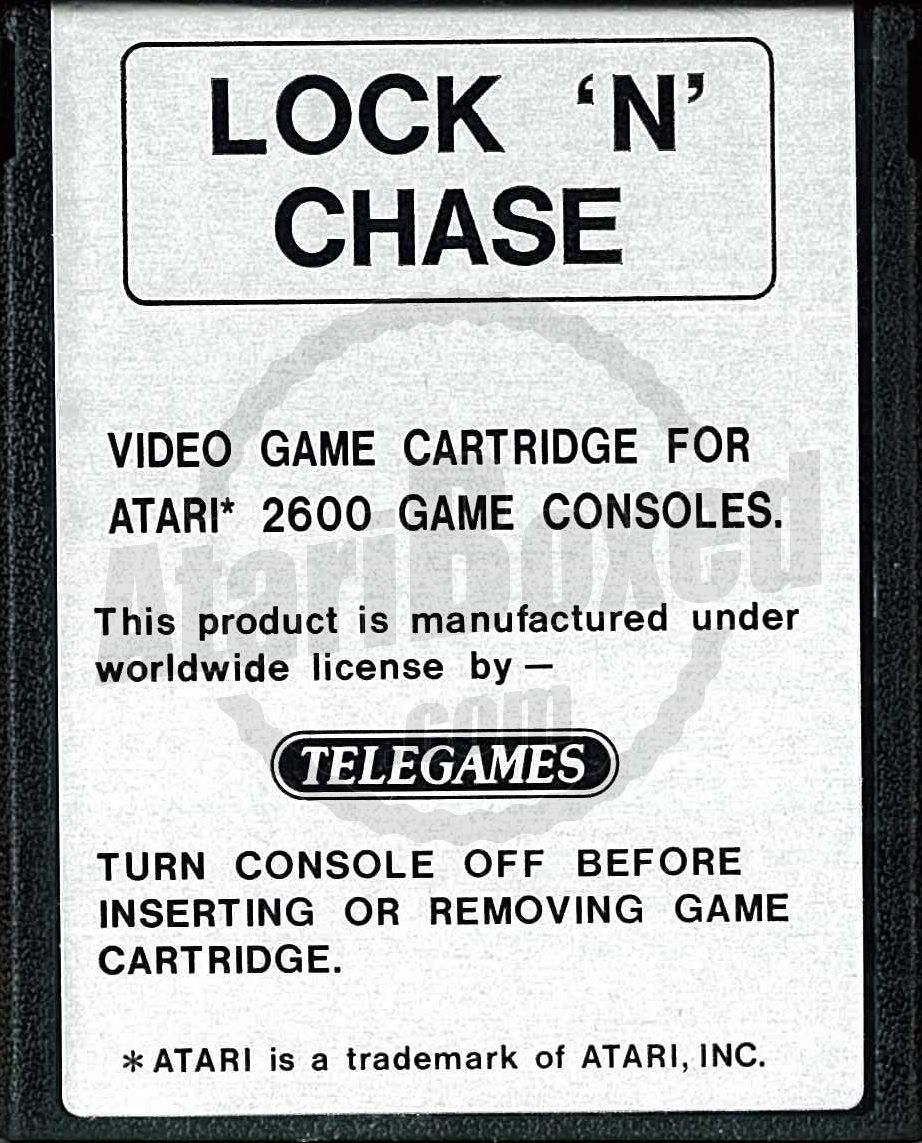 LOCK ‘N’
CHASE
VIDEO GAME CARTRIDGE FOR
ATARI* 2600 GAME CONSOLES.
AtariBoxed
.com
This product is manufactured under
worldwide license by —
TELEGAMES
TURN CONSOLE OFF BEFORE
INSERTING OR REMOVING GAME
CARTRIDGE.
* ATARI is a trademark of ATARI, INC.